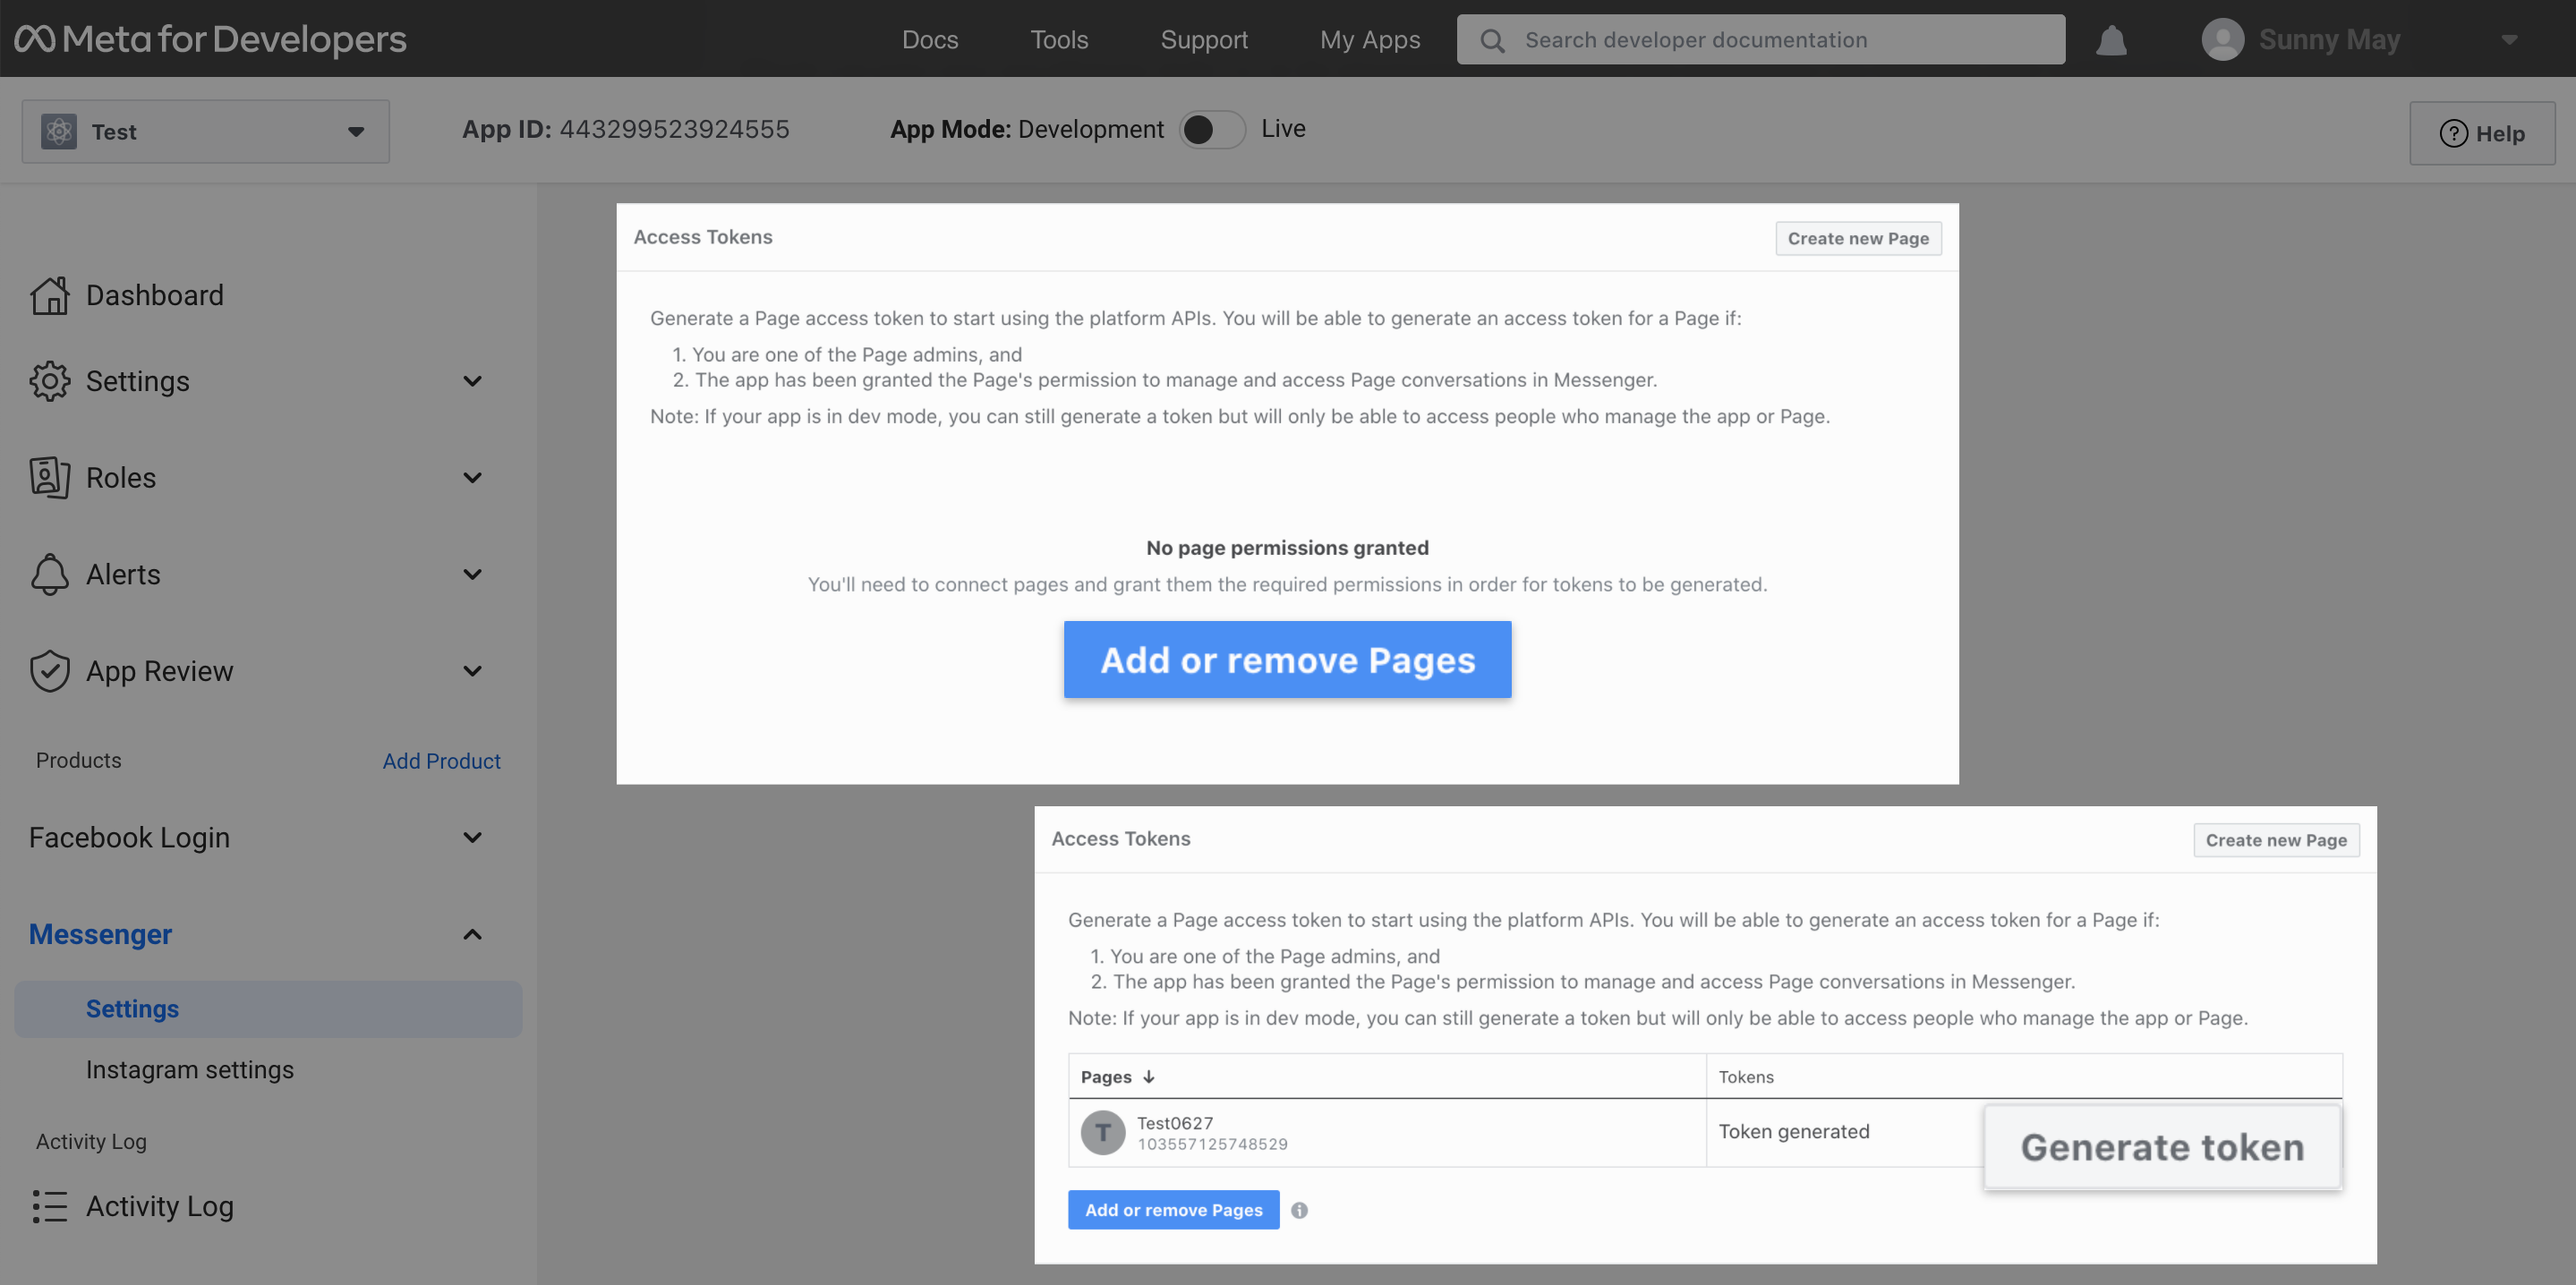 Meta for Developers
Docs
Tools
Support
My Apps
Search developer documentation
Sunny May
Test
App ID: 443299523924555
App Mode: Development
Live
Help
Dashboard
Settings
Roles
Alerts
App Review
Products
Add Product
Facebook Login
Messenger
Settings
Instagram settings
Activity Log
Activity Log
Access Tokens
Create new Page
Generate a Page access token to start using the platform APIs. You will be able to generate an access token for a Page if:
1. You are one of the Page admins, and
2. The app has been granted the Page's permission to manage and access Page conversations in Messenger.
Note: If your app is in dev mode, you can still generate a token but will only be able to access people who manage the app or Page.
No page permissions granted
You'll need to connect pages and grant them the required permissions in order for tokens to be generated.
Add or remove Pages
Access Tokens
Create new Page
Generate a Page access token to start using the platform APIs. You will be able to generate an access token for a Page if:
1. You are one of the Page admins, and
2. The app has been granted the Page's permission to manage and access Page conversations in Messenger.
Note: If your app is in dev mode, you can still generate a token but will only be able to access people who manage the app or Page.
Pages
Tokens
T
Test0627
103557125748529
Token generated
Generate token
Add or remove Pages